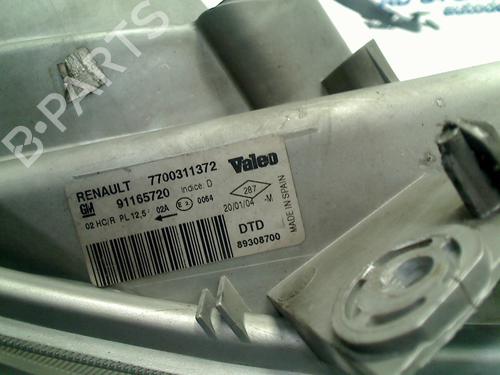 B-PARTS
RENAULT 7700311372 Valeo
GM 91165720 Indice: D
02 HC/R PL 12,5 02A E2 0064
287
20/01/04 -M
MADE IN SPAIN
DTD
89308700